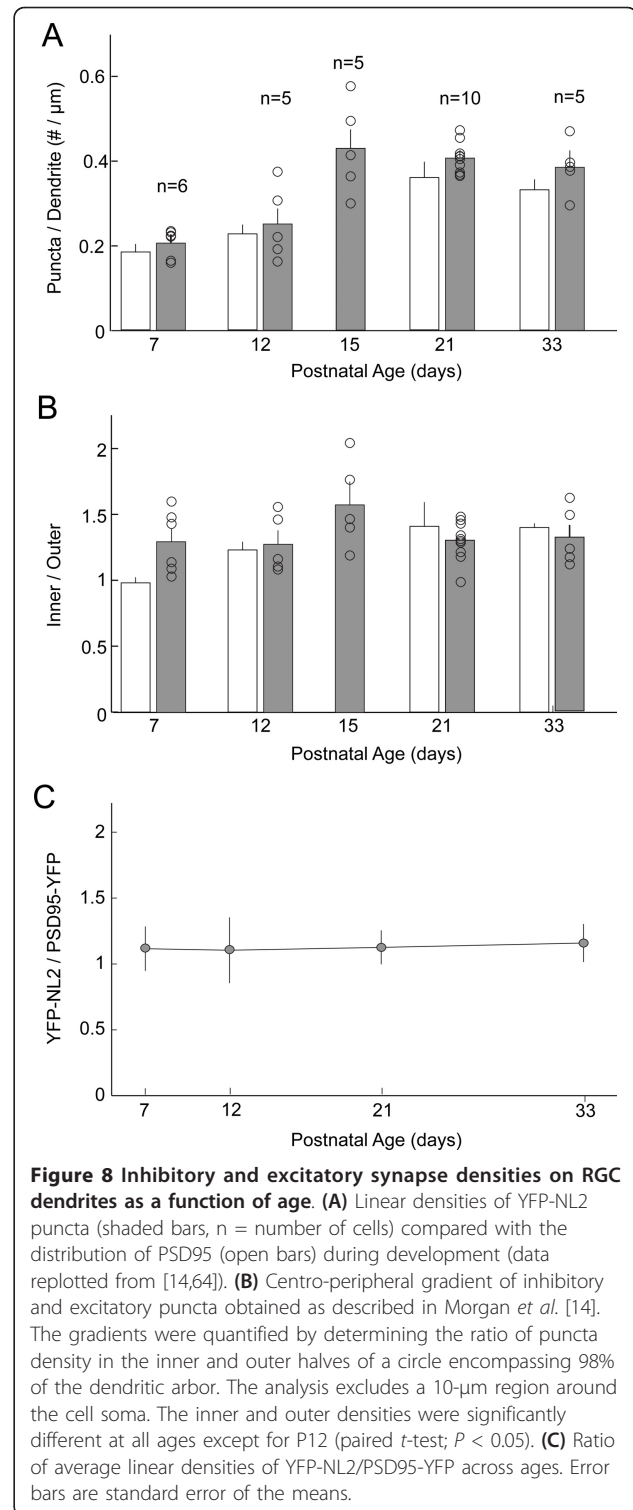 A
Puncta / Dendrite (# / µm)
0.6
0.4
0.2
0
n=6
n=5
n=5
n=10
n=5
7 12 15 21 33
Postnatal Age (days)
B
Inner / Outer
2
1.5
1
0.5
0
7 12 15 21 33
Postnatal Age (days)
C
YFP-NL2 / PSD95-YFP
2
1.5
1
0.5
0
7 12 21 33
Postnatal Age (days)
Figure 8 Inhibitory and excitatory synapse densities on RGC
dendrites as a function of age. (A) Linear densities of YFP-NL2
puncta (shaded bars, n = number of cells) compared with the
distribution of PSD95 (open bars) during development (data
replotted from [14,64]). (B) Centro-peripheral gradient of inhibitory
and excitatory puncta obtained as described in Morgan et al. [14].
The gradients were quantified by determining the ratio of puncta
density in the inner and outer halves of a circle encompassing 98%
of the dendritic arbor. The analysis excludes a 10-µm region around
the cell soma. The inner and outer densities were significantly
different at all ages except for P12 (paired t-test; P < 0.05). (C) Ratio
of average linear densities of YFP-NL2/PSD95-YFP across ages. Error
bars are standard error of the means.